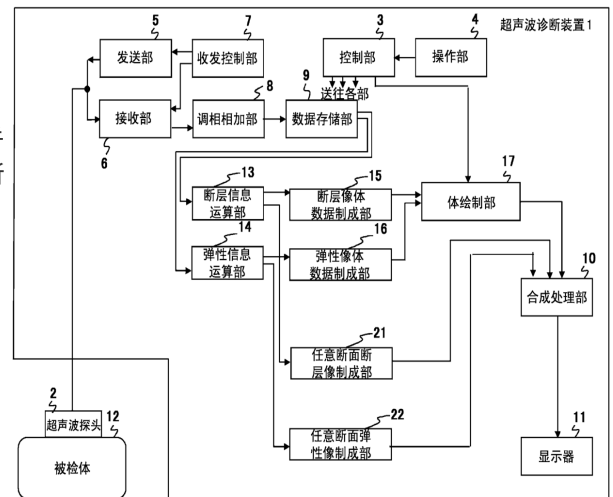 超声波诊断装置1
5
7
3
4
发送部
收发控制部
控制部
操作部
送往各部
8
9
接收部
调相相加部
数据存储部
6
13
15
17
断层信息
运算部
断层像体
数据制成部
体绘制部
14
16
弹性信息
运算部
弹性像体
数据制成部
10
合成处理部
21
任意断面断
层像制成部
2
12
22
11
超声波探头
任意断面弹
性像制成部
被检体
显示器